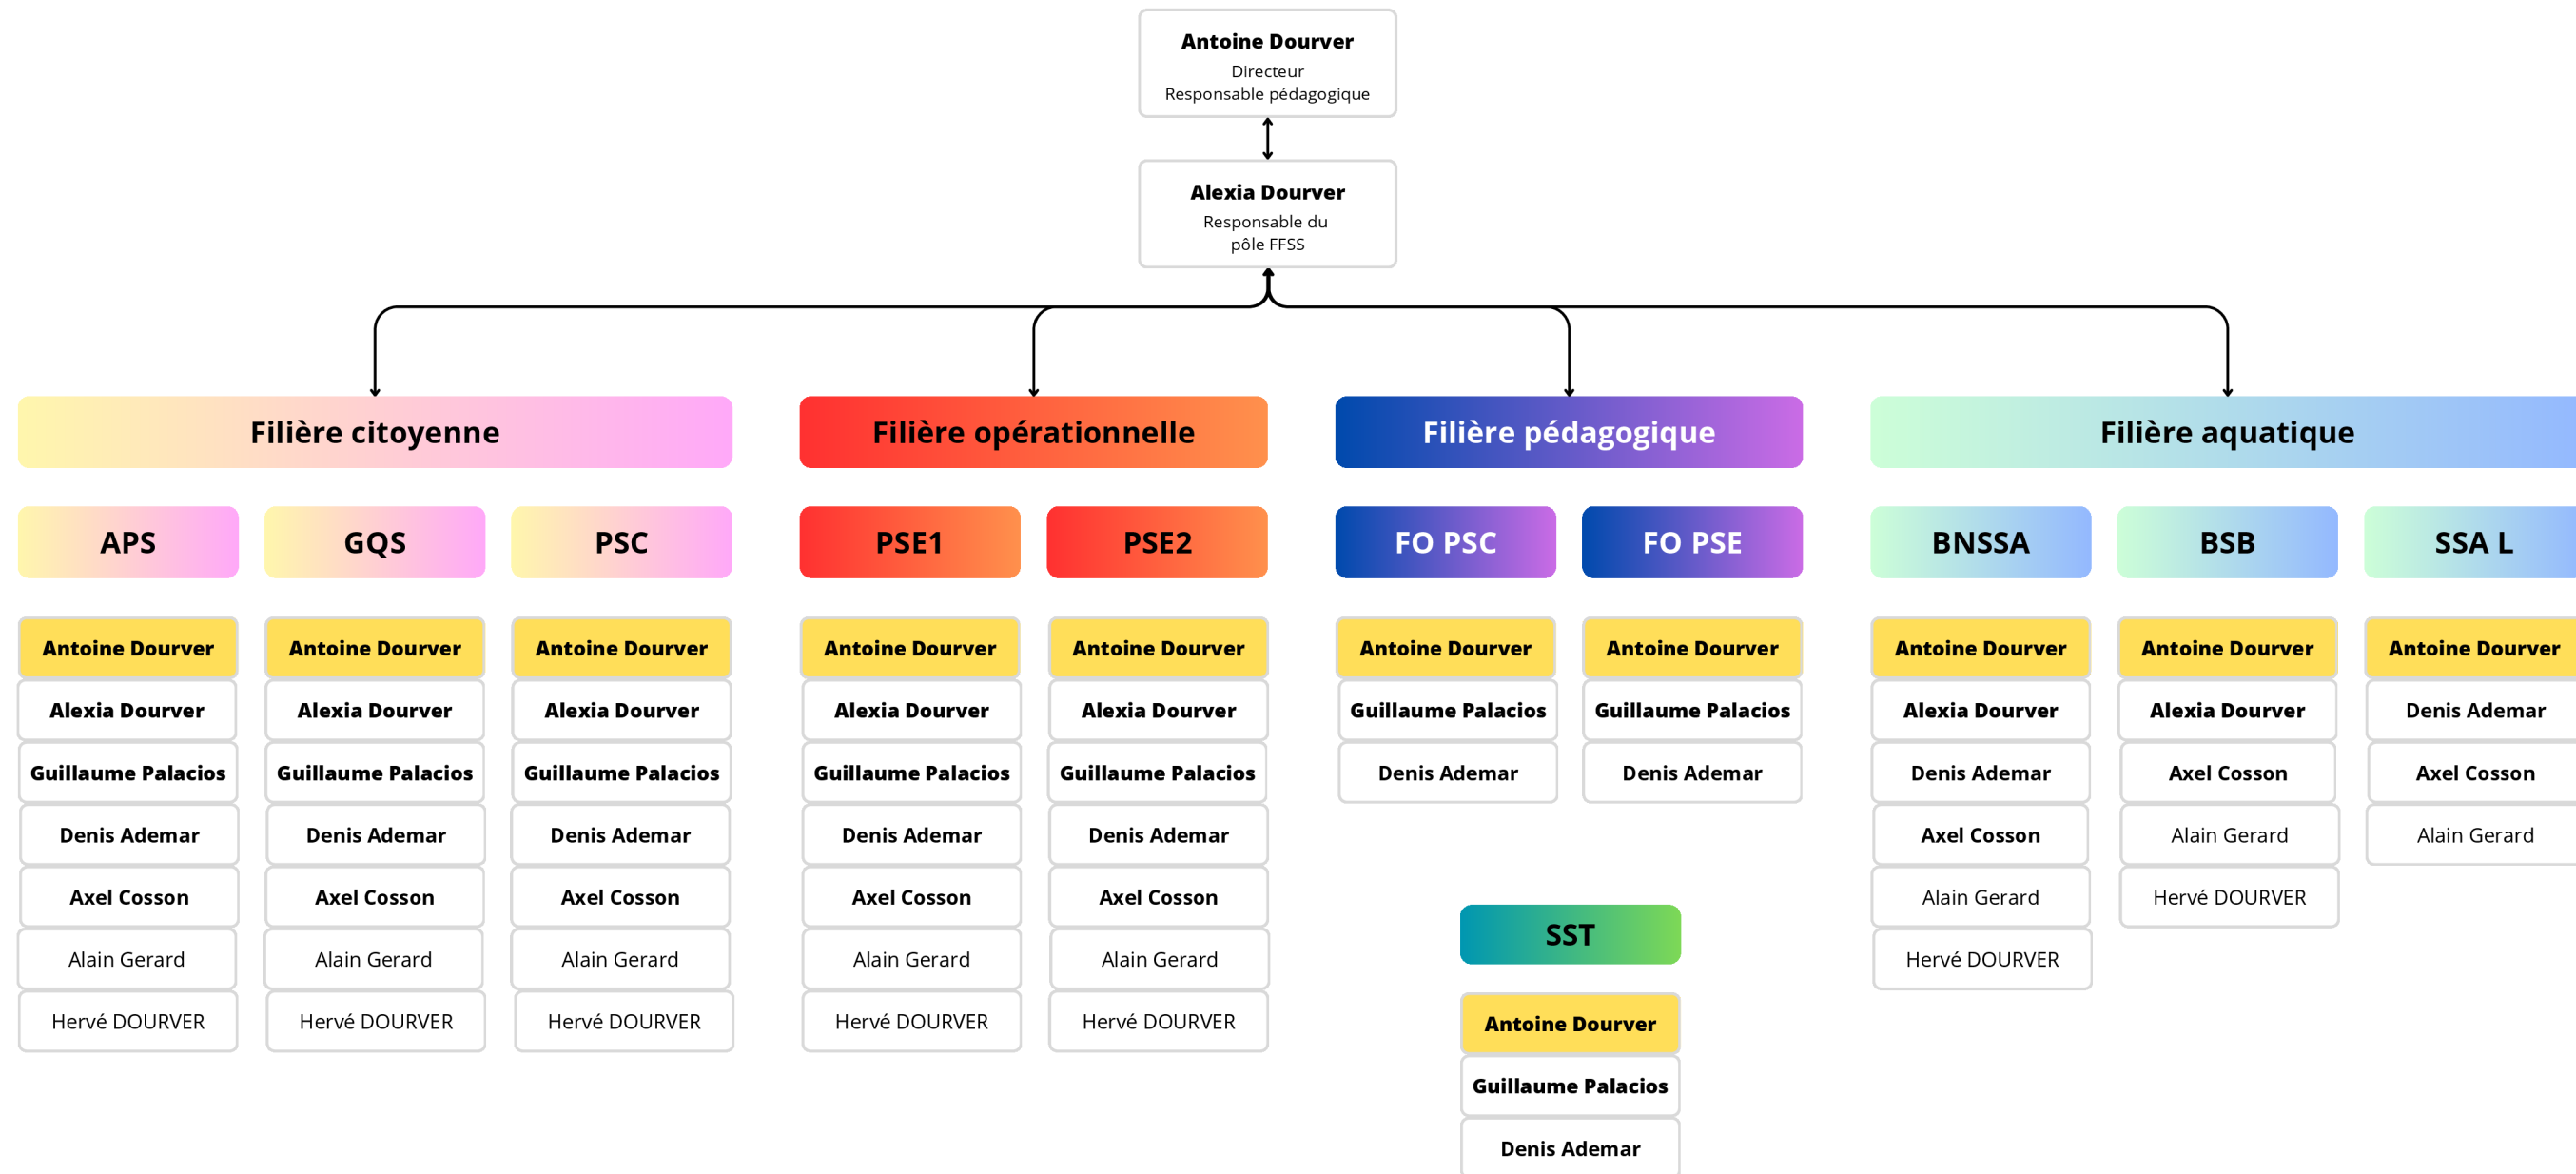 Antoine Dourver
Directeur
Responsable pédagogique
Alexia Dourver
Responsable du
pôle FFSS
Filière citoyenne
APS
GQS
PSC
Antoine Dourver
Alexia Dourver
Guillaume Palacios
Denis Ademar
Axel Cosson
Alain Gerard
Hervé DOURVER
Antoine Dourver
Alexia Dourver
Guillaume Palacios
Denis Ademar
Axel Cosson
Alain Gerard
Hervé DOURVER
Antoine Dourver
Alexia Dourver
Guillaume Palacios
Denis Ademar
Axel Cosson
Alain Gerard
Hervé DOURVER
Filière opérationnelle
PSE1
PSE2
Antoine Dourver
Alexia Dourver
Guillaume Palacios
Denis Ademar
Axel Cosson
Alain Gerard
Hervé DOURVER
Antoine Dourver
Alexia Dourver
Guillaume Palacios
Denis Ademar
Axel Cosson
Alain Gerard
Hervé DOURVER
Filière pédagogique
FO PSC
FO PSE
Antoine Dourver
Guillaume Palacios
Denis Ademar
Antoine Dourver
Guillaume Palacios
Denis Ademar
SST
Antoine Dourver
Guillaume Palacios
Denis Ademar
Filière aquatique
BNSSA
BSB
SSA L
Antoine Dourver
Alexia Dourver
Denis Ademar
Axel Cosson
Alain Gerard
Hervé DOURVER
Antoine Dourver
Alexia Dourver
Axel Cosson
Alain Gerard
Hervé DOURVER
Antoine Dourver
Denis Ademar
Axel Cosson
Alain Gerard